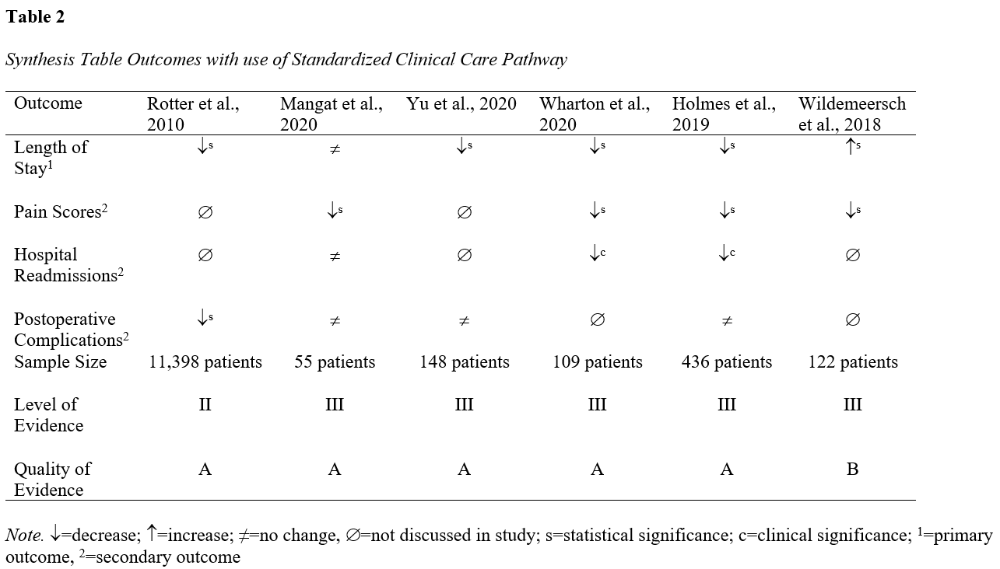 Table 2
Synthesis Table Outcomes with use of Standardized Clinical Care Pathway
Outcome Rotter et al., 2010 Mangat et al., 2020 Yu et al., 2020 Wharton et al., 2020 Holmes et al., 2019 Wildemeersch et al., 2018
Length of Stay¹ ↓ˢ ≠ ↓ˢ ↓ˢ ↓ˢ ↑ˢ
Pain Scores² ∅ ↓ˢ ∅ ↓ˢ ↓ˢ ↓ˢ
Hospital Readmissions² ∅ ≠ ∅ ↓ᶜ ↓ᶜ ∅
Postoperative Complications² ↓ˢ ≠ ≠ ∅ ≠ ∅
Sample Size 11,398 patients 55 patients 148 patients 109 patients 436 patients 122 patients
Level of Evidence II III III III III III
Quality of Evidence A A A A A B
Note. ↓=decrease; ↑=increase; ≠=no change, ∅=not discussed in study; s=statistical significance; c=clinical significance; ¹=primary
outcome, ²=secondary outcome